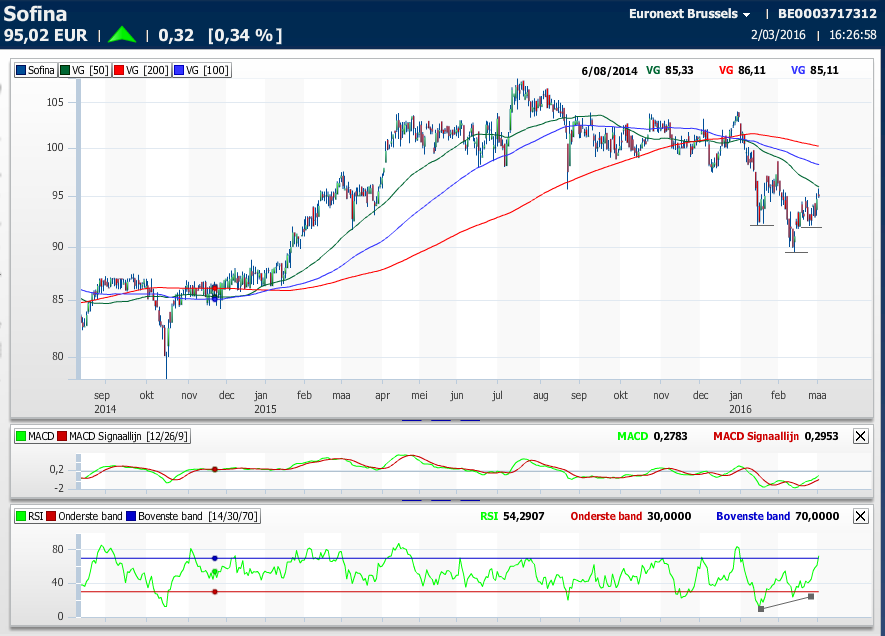 Sofina
Euronext Brussels | BE0003717312
95,02 EUR | | 0,32 [0,34 %]
2/03/2016 | 16:26:58
Sofina VG [50] VG [200] VG [100]
6/08/2014 VG 85,33 VG 86,11 VG 85,11
105
100
95
90
85
80
sep okt nov dec jan feb maa apr mei jun jul aug sep okt nov dec jan feb maa
2014 2015 2016
MACD MACD Signaallijn [12/26/9]
MACD 0,2783 MACD Signaallijn 0,2953
0,2
-2
RSI Onderste band Bovenste band [14/30/70]
RSI 54,2907 Onderste band 30,0000 Bovenste band 70,0000
80
40
0